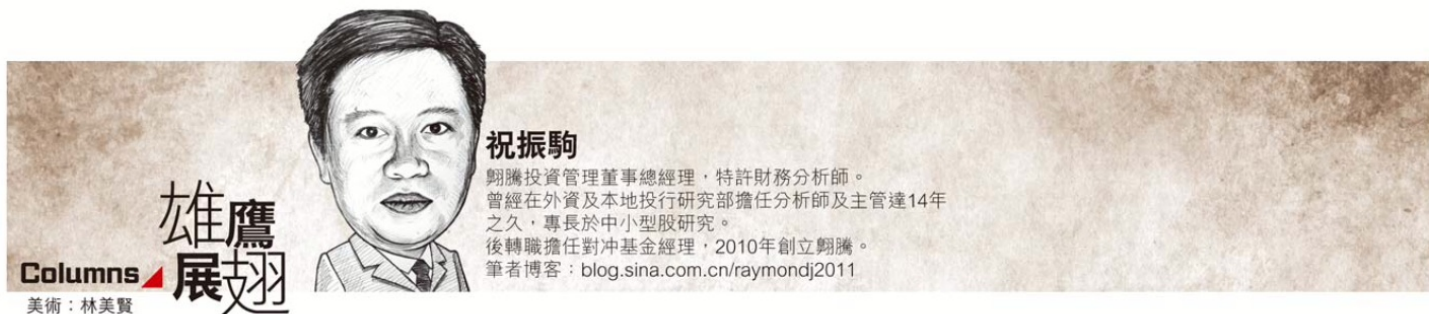 祝振駒
翺騰投資管理董事總經理，特許財務分析師。
曾經在外資及本地投行研究部擔任分析師及主管達14年
之久，專長於中小型股研究。
後轉職擔任對冲基金經理，2010年創立翺騰。
筆者博客：blog.sina.com.cn/raymondj2011
雄鷹
展翅
Columns
美術：林美賢